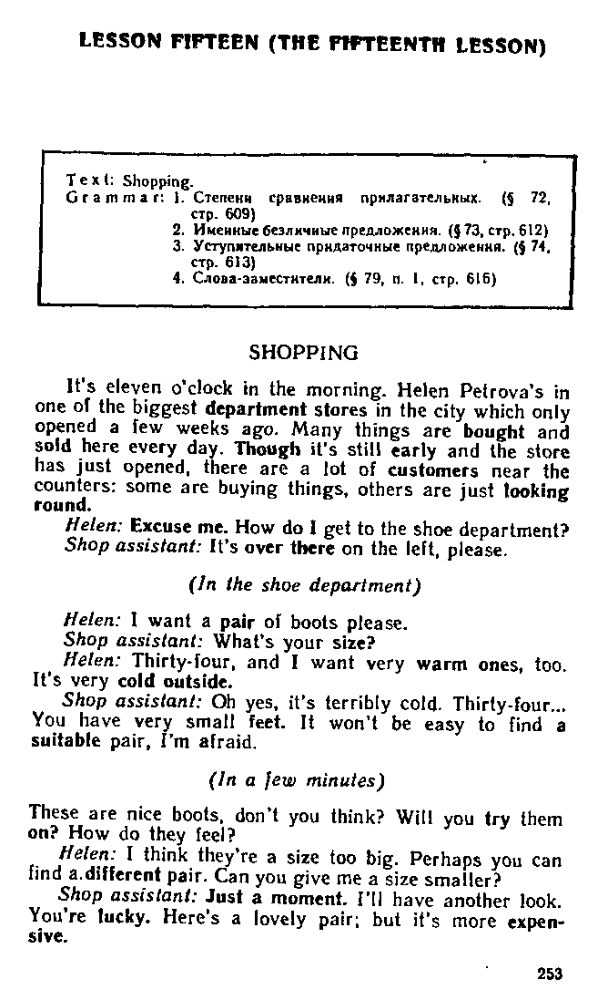 LESSON FIFTEEN (THE FIFTEENTH LESSON)
Text: Shopping.
Grammar: 1. Степени сравнения прилагательных. (§ 72,
стр. 609)
2. Именные безличные предложения. (§ 73, стр. 612)
3. Уступительные придаточные предложения. (§ 74,
стр. 613)
4. Слова-заместители. (§ 79, п. 1, стр. 616)
SHOPPING
It's eleven o'clock in the morning. Helen Petrova's in
one of the biggest department stores in the city which only
opened a few weeks ago. Many things are bought and
sold here every day. Though it's still early and the store
has just opened, there are a lot of customers near the
counters: some are buying things, others are just looking
round.
Helen: Excuse me. How do I get to the shoe department?
Shop assistant: It's over there on the left, please.
(In the shoe department)
Helen: I want a pair of boots please.
Shop assistant: What's your size?
Helen: Thirty-four, and I want very warm ones, too.
It's very cold outside.
Shop assistant: Oh yes, it's terribly cold. Thirty-four...
You have very small feet. It won't be easy to find a
suitable pair, I'm afraid.
(In a few minutes)
These are nice boots, don't you think? Will you try them
on? How do they feel?
Helen: I think they're a size too big. Perhaps you can
find a different pair. Can you give me a size smaller?
Shop assistant: Just a moment. I'll have another look.
You're lucky. Here's a lovely pair; but it's more expen-
sive.
253